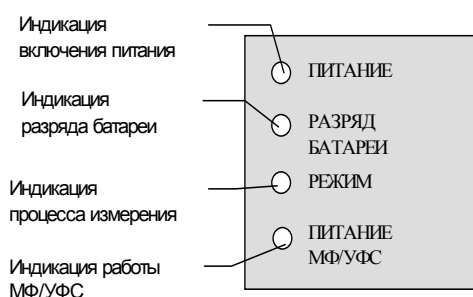 Индикация
включения питания
Индикация
разряда батареи
Индикация
процесса измерения
Индикация работы
МФ/УФС
ПИТАНИЕ
РАЗРЯД
БАТАРЕИ
РЕЖИМ
ПИТАНИЕ
МФ/УФС